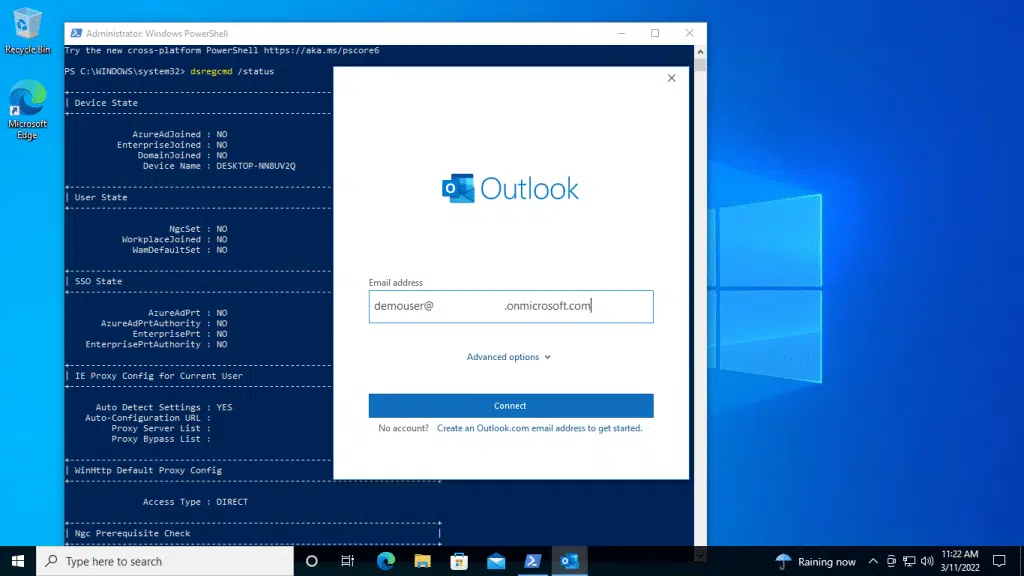 Recycle Bin
Microsoft
Edge
Administrator: Windows PowerShell
Try the new cross-platform PowerShell https://aka.ms/pscore6
PS C:\WINDOWS\system32> dsregcmd /status
| Device State
AzureAdJoined : NO
EnterpriseJoined : NO
DomainJoined : NO
Device Name : DESKTOP-NN8UV2Q
| User State
NgcSet : NO
WorkplaceJoined : NO
WamDefaultSet : NO
| SSO State
AzureAdPrt : NO
AzureAdPrtAuthority : NO
EnterprisePrt : NO
EnterprisePrtAuthority : NO
| IE Proxy Config for Current User
Auto Detect Settings : YES
Auto-Configuration URL :
Proxy Server List :
Proxy Bypass List :
| WinHttp Default Proxy Config
Access Type : DIRECT
| Ngc Prerequisite Check |
Outlook
Email address
demouser@ .onmicrosoft.com
Advanced options
Connect
No account? Create an Outlook.com email address to get started.
Type here to search
Raining now
11:22 AM
3/11/2022